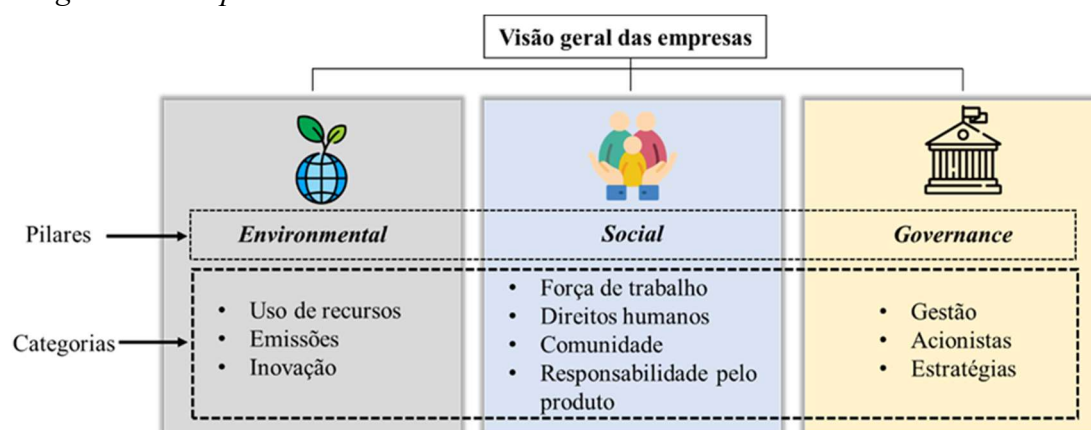 Visão geral das empresas
Pilares
Environmental
Social
Governance
Categorias
• Uso de recursos
• Emissões
• Inovação
• Força de trabalho
• Direitos humanos
• Comunidade
• Responsabilidade pelo
produto
• Gestão
• Acionistas
• Estratégias